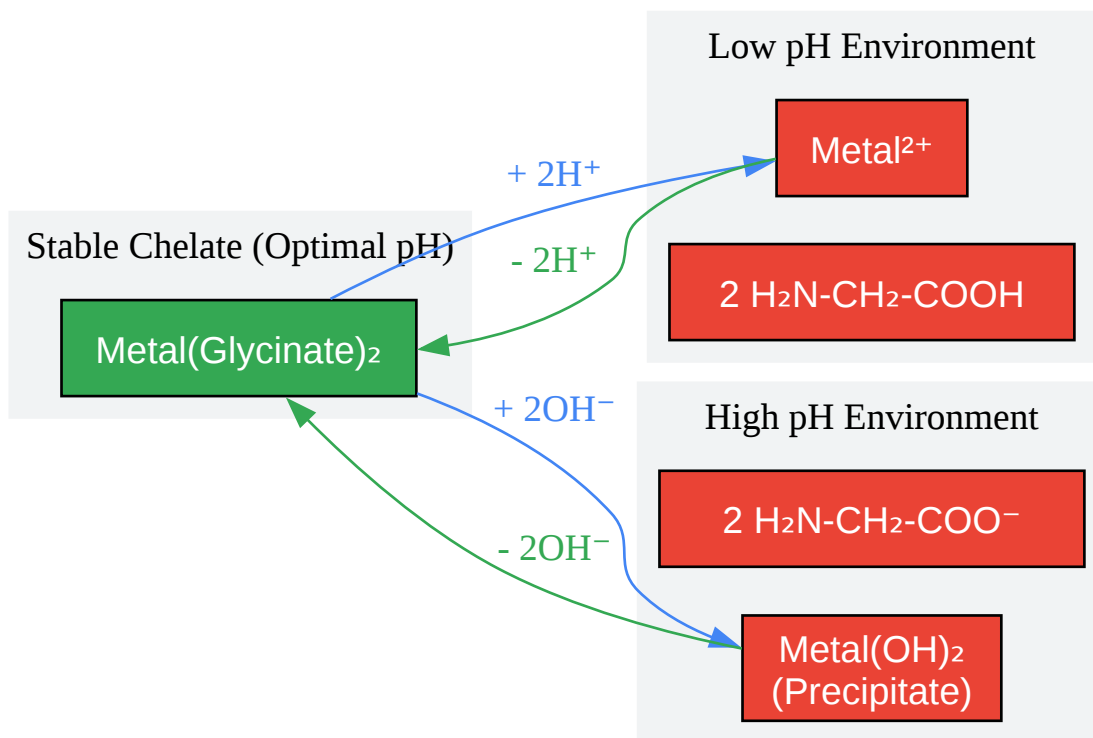 Low pH Environment
Metal²⁺
+ 2H⁺
Stable Chelate (Optimal pH)
- 2H⁺
2 H₂N-CH₂-COOH
Metal(Glycinate)₂
+ 2OH⁻
High pH Environment
2 H₂N-CH₂-COO⁻
- 2OH⁻
Metal(OH)₂
(Precipitate)